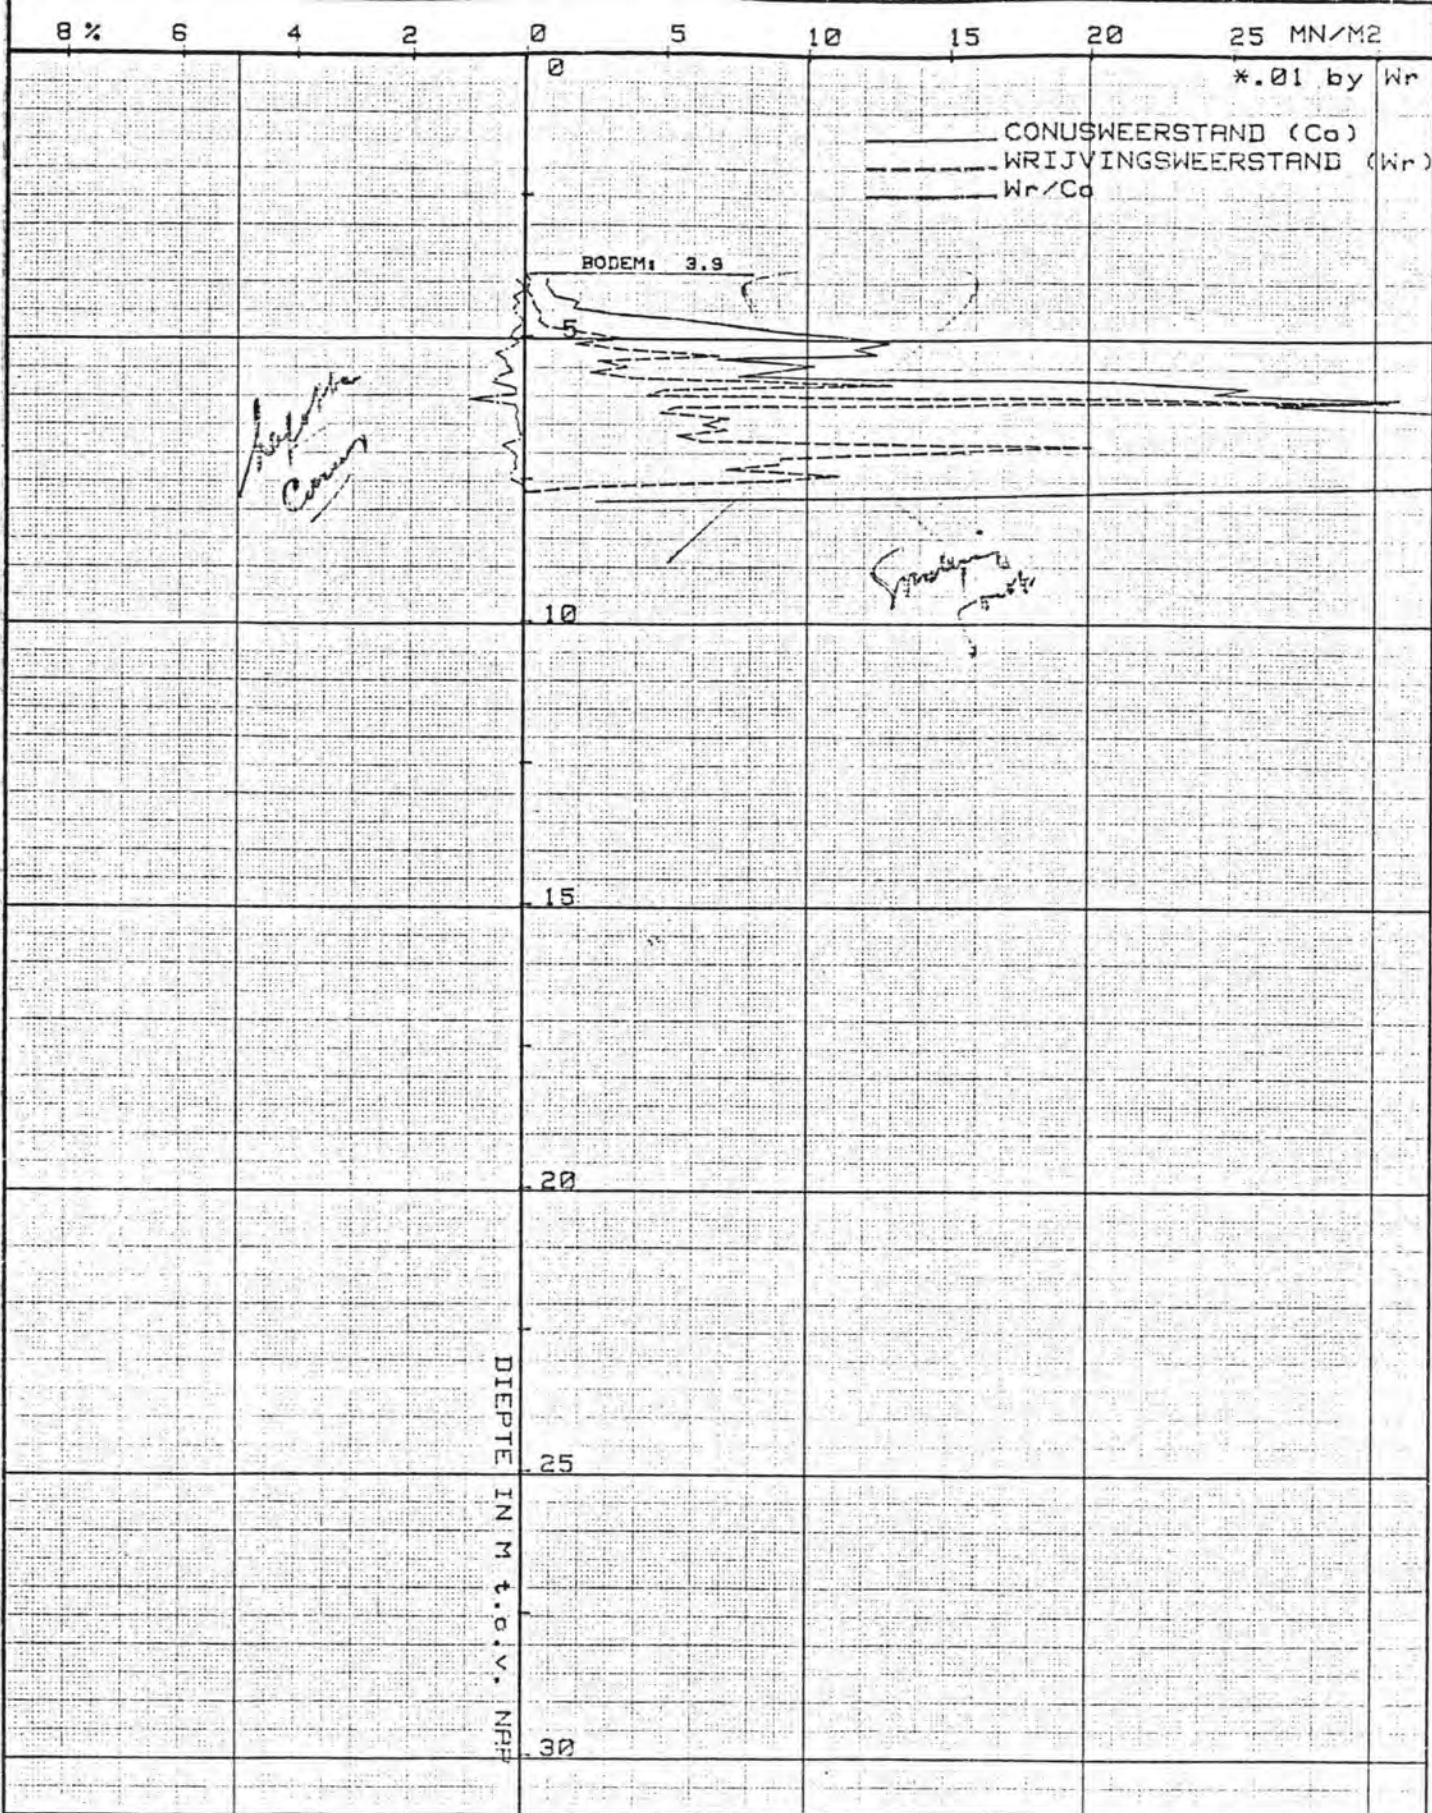 8 % 6 4 2 0 5 10 15 20 25 MN/M2
0
*.01 by Wr
CONUSWEERSTAND (Co)
WRIJVINGSWEERSTAND (Wr)
Wr/Co
BODEM: 3.9
5
10
15
20
25
30
DIEPTE IN M t.o.v. NAP